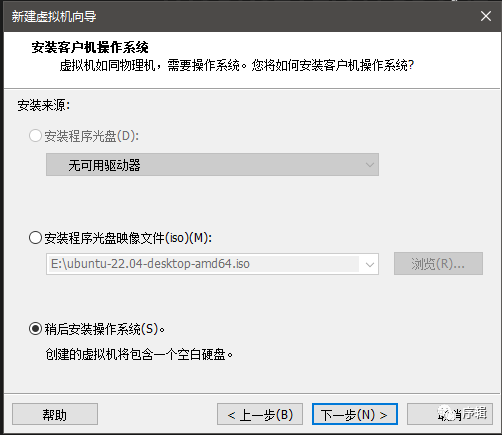 新建虚拟机向导
安装客户机操作系统
虚拟机如同物理机，需要操作系统。您将如何安装客户机操作系统?
安装来源:
安装程序光盘(D):
无可用驱动器
安装程序光盘映像文件(iso)(M):
E:\ubuntu-22.04-desktop-amd64.iso
浏览(R)...
稍后安装操作系统(S)。
创建的虚拟机将包含一个空白硬盘。
帮助
< 上一步(B)
下一步(N) >
取消
序辑